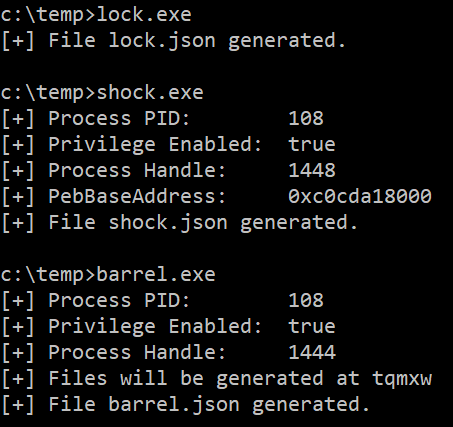 c:\temp>lock.exe
[+] File lock.json generated.
c:\temp>shock.exe
[+] Process PID: 108
[+] Privilege Enabled: true
[+] Process Handle: 1448
[+] PebBaseAddress: 0xc0cda18000
[+] File shock.json generated.
c:\temp>barrel.exe
[+] Process PID: 108
[+] Privilege Enabled: true
[+] Process Handle: 1444
[+] Files will be generated at tqmxw
[+] File barrel.json generated.